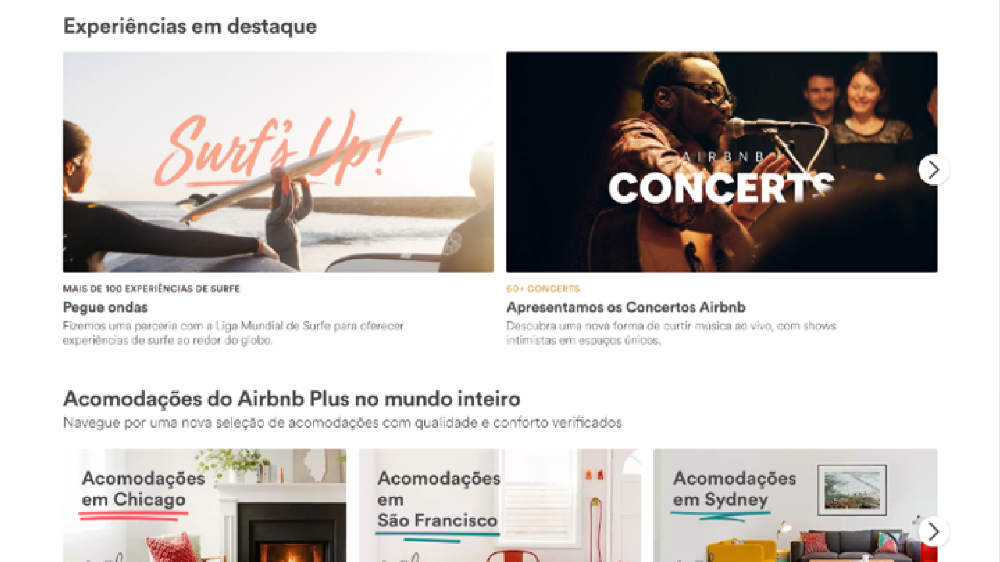 Experiências em destaque
Surf's Up!
AIRBNB
CONCERTS
MAIS DE 100 EXPERIÊNCIAS DE SURFE
Pegue ondas
Fizemos uma parceria com a Liga Mundial de Surfe para oferecer
experiências de surfe ao redor do globo.
60+ CONCERTS
Apresentamos os Concertos Airbnb
Descubra uma nova forma de curtir música ao vivo, com shows
intimistas em espaços únicos.
Acomodações do Airbnb Plus no mundo inteiro
Navegue por uma nova seleção de acomodações com qualidade e conforto verificados
Acomodações
em Chicago
Acomodações
em
São Francisco
Acomodações
em Sydney